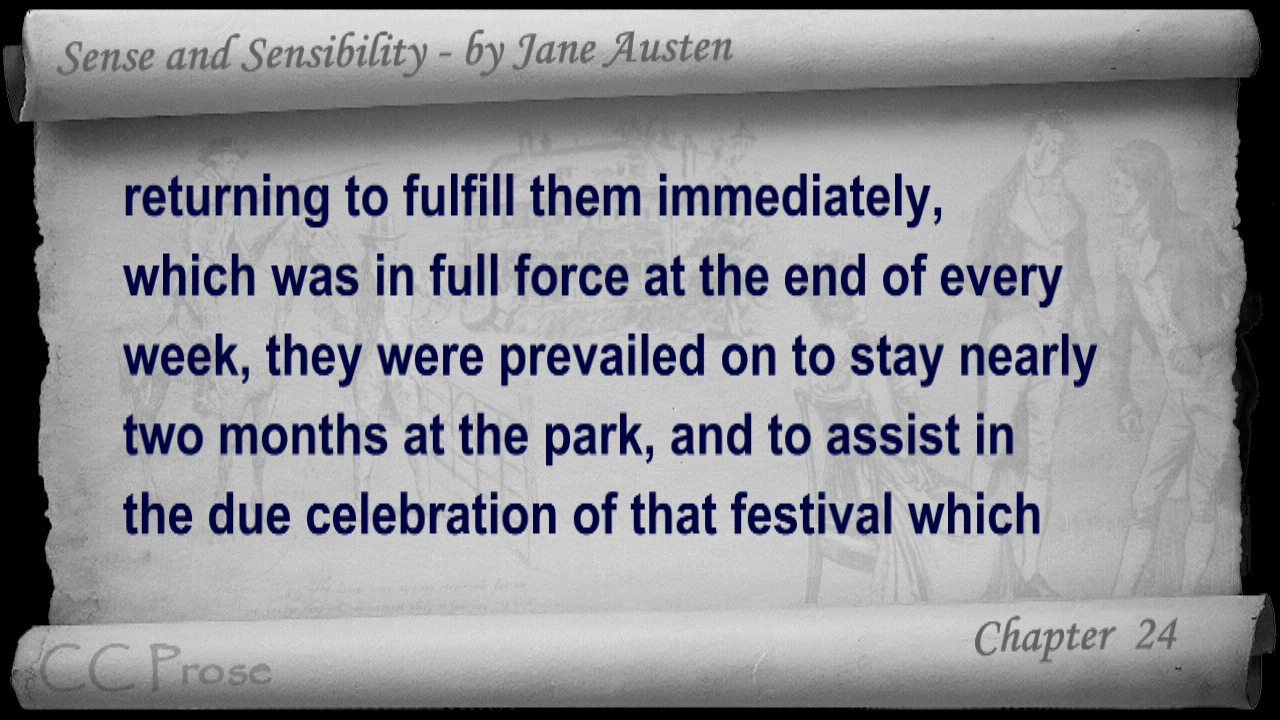 Sense and Sensibility - by Jane Austen
returning to fulfill them immediately,
which was in full force at the end of every
week, they were prevailed on to stay nearly
two months at the park, and to assist in
the due celebration of that festival which
Chapter 24
CC Prose